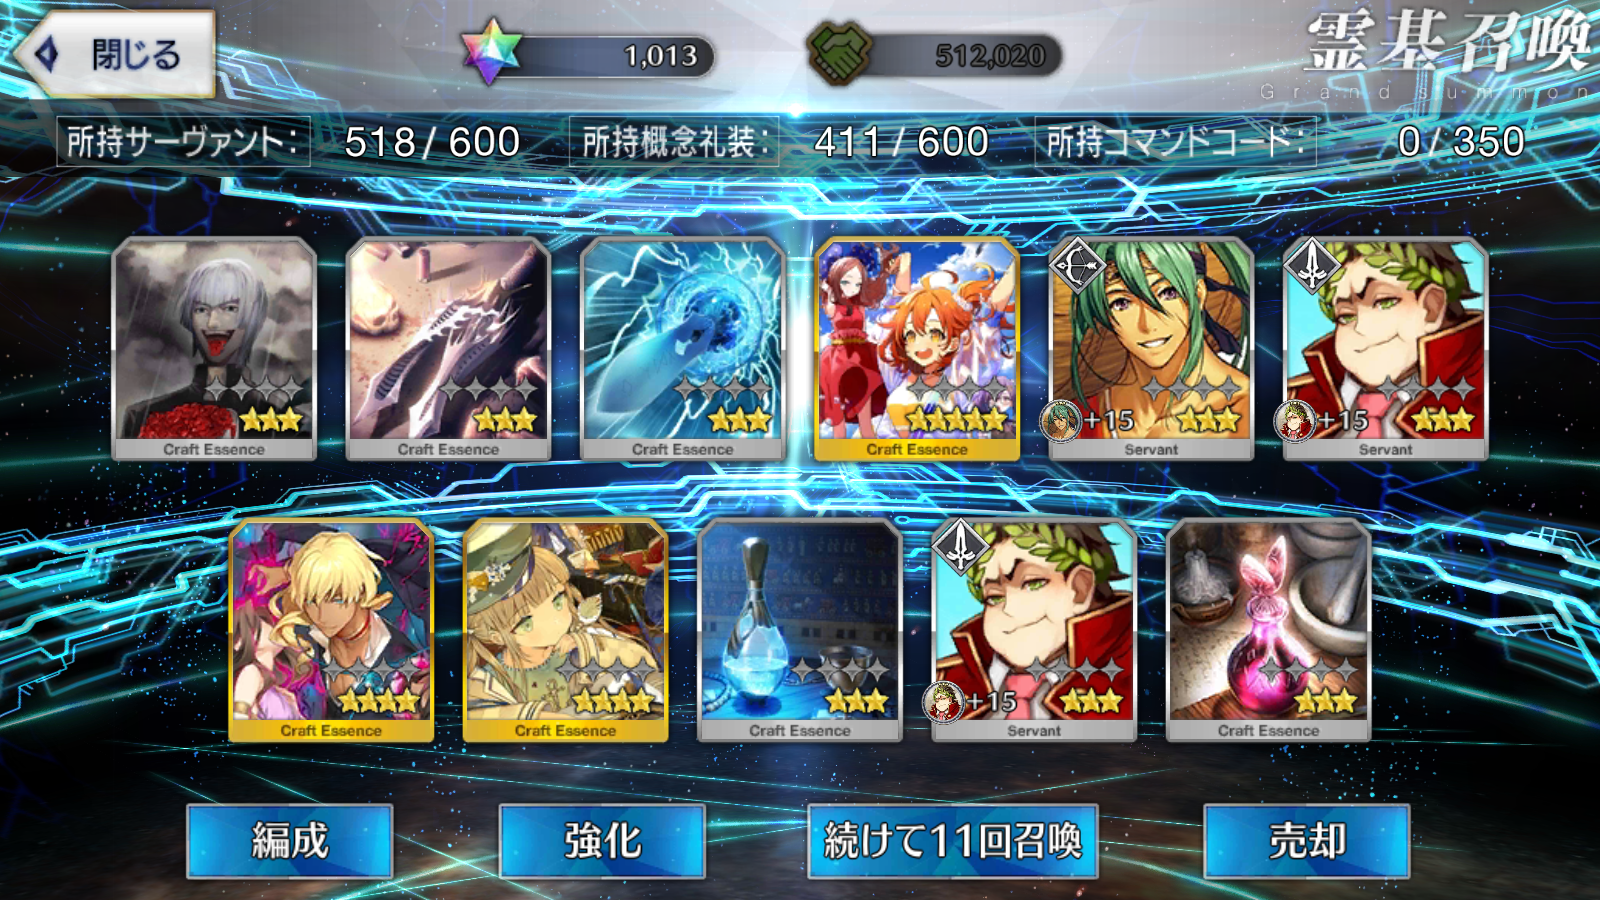 閉じる
1,013
512,020
霊基召喚
Grand summon
所持サーヴァント: 518 / 600
所持概念礼装: 411 / 600
所持コマンドコード: 0 / 350
Craft Essence
Craft Essence
Craft Essence
Craft Essence
+15
Servant
+15
Servant
Craft Essence
Craft Essence
Craft Essence
+15
Servant
Craft Essence
編成
強化
続けて11回召喚
売却